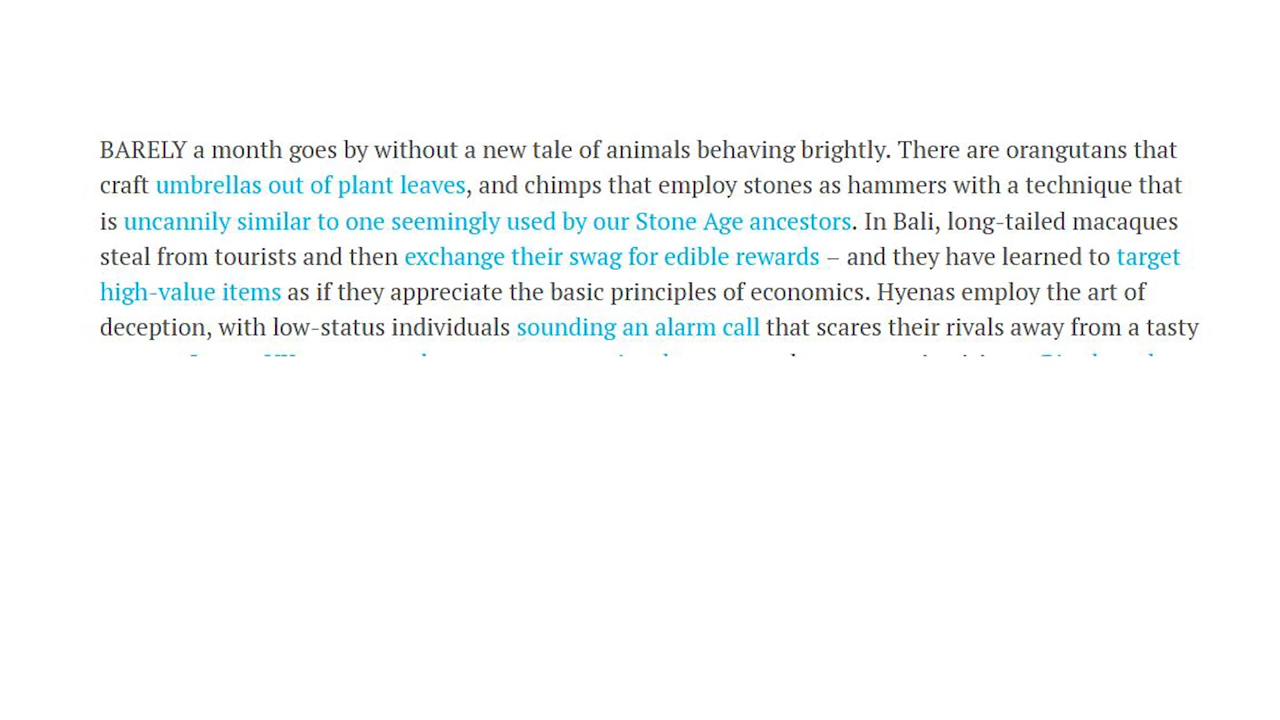 BARELY a month goes by without a new tale of animals behaving brightly. There are orangutans that
craft umbrellas out of plant leaves, and chimps that employ stones as hammers with a technique that
is uncannily similar to one seemingly used by our Stone Age ancestors. In Bali, long-tailed macaques
steal from tourists and then exchange their swag for edible rewards – and they have learned to target
high-value items as if they appreciate the basic principles of economics. Hyenas employ the art of
deception, with low-status individuals sounding an alarm call that scares their rivals away from a tasty